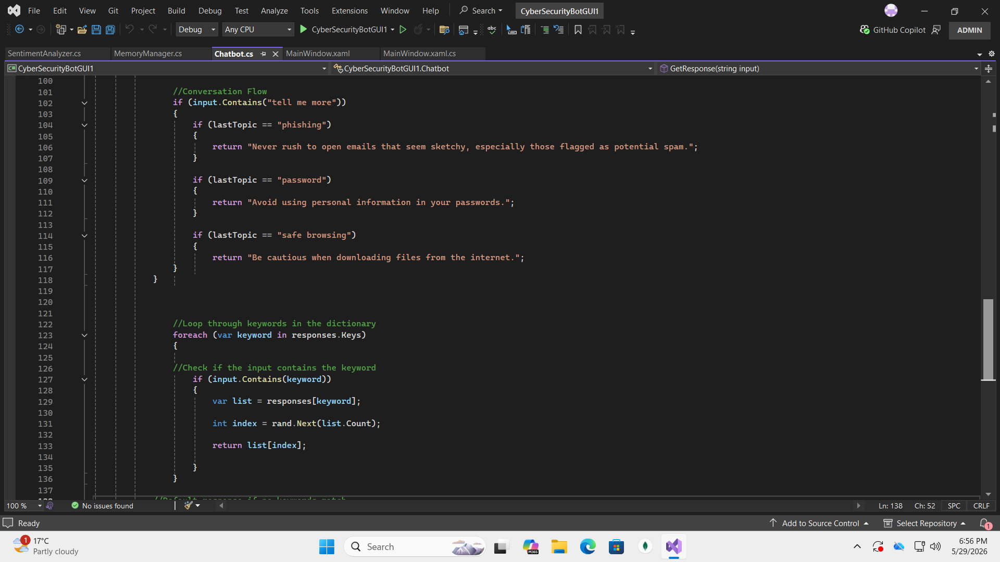 File Edit View Git Project Build Debug Test Analyze Tools Extensions Window Help Search CyberSecurityBotGUI1
Debug Any CPU CyberSecurityBotGUI1 abc GitHub Copilot ADMIN
SentimentAnalyzer.cs MemoryManager.cs Chatbot.cs MainWindow.xaml MainWindow.xaml.cs
C# CyberSecurityBotGUI1 CyberSecurityBotGUI1.Chatbot GetResponse(string input)
100
101 //Conversation Flow
102 if (input.Contains("tell me more"))
103 {
104 if (lastTopic == "phishing")
105 {
106 return "Never rush to open emails that seem sketchy, especially those flagged as potential spam.";
107 }
108
109 if (lastTopic == "password")
110 {
111 return "Avoid using personal information in your passwords.";
112 }
113
114 if (lastTopic == "safe browsing")
115 {
116 return "Be cautious when downloading files from the internet.";
117 }
118 }
119
120
121
122 //Loop through keywords in the dictionary
123 foreach (var keyword in responses.Keys)
124 {
125
126 //Check if the input contains the keyword
127 if (input.Contains(keyword))
128 {
129 var list = responses[keyword];
130
131 int index = rand.Next(list.Count);
132
133 return list[index];
134
135 }
136 }
137
100 % No issues found Ln: 138 Ch: 52 SPC CRLF
Ready Add to Source Control Select Repository 1
1 17°C
Partly cloudy
Search M365
6:56 PM
5/29/2026